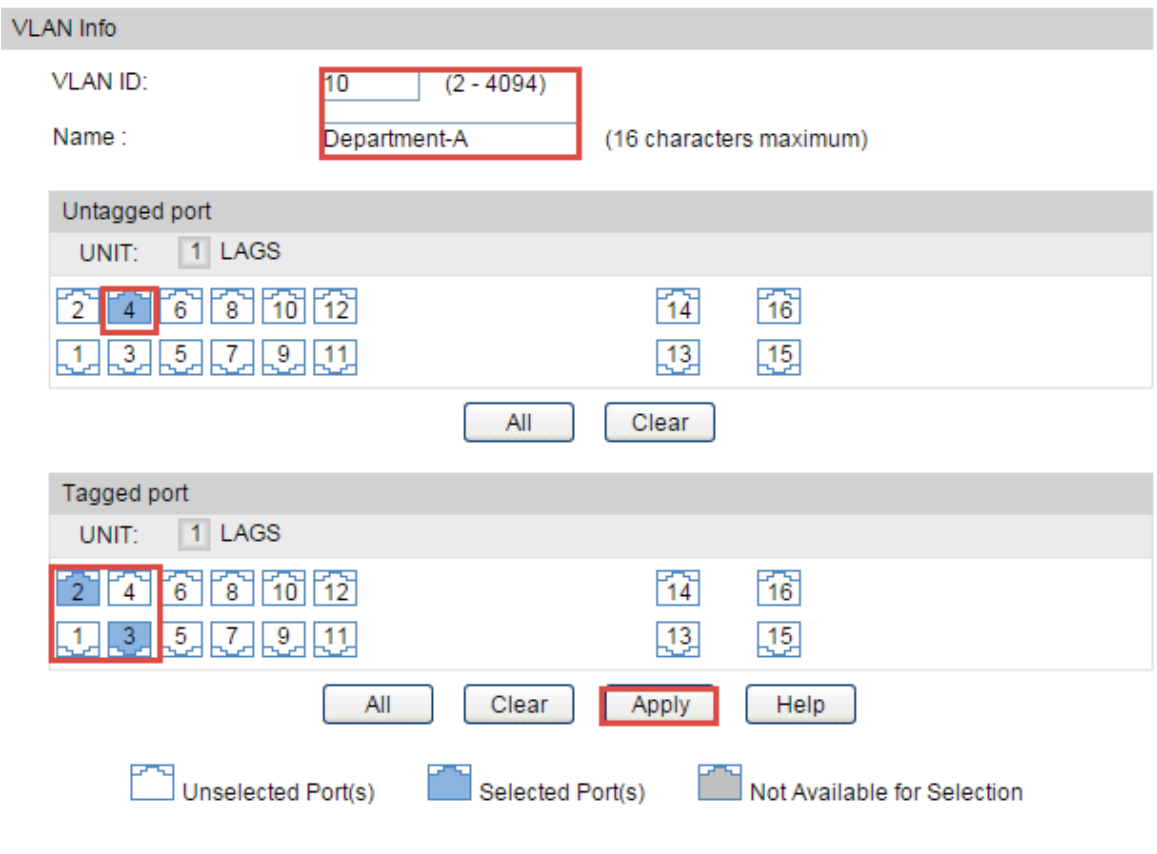 VLAN Info
VLAN ID: 10 (2 - 4094)
Name : Department-A (16 characters maximum)
Untagged port
UNIT: 1 LAGS
2 4 6 8 10 12 14 16
1 3 5 7 9 11 13 15
All Clear
Tagged port
UNIT: 1 LAGS
2 4 6 8 10 12 14 16
1 3 5 7 9 11 13 15
All Clear Apply Help
Unselected Port(s) Selected Port(s) Not Available for Selection